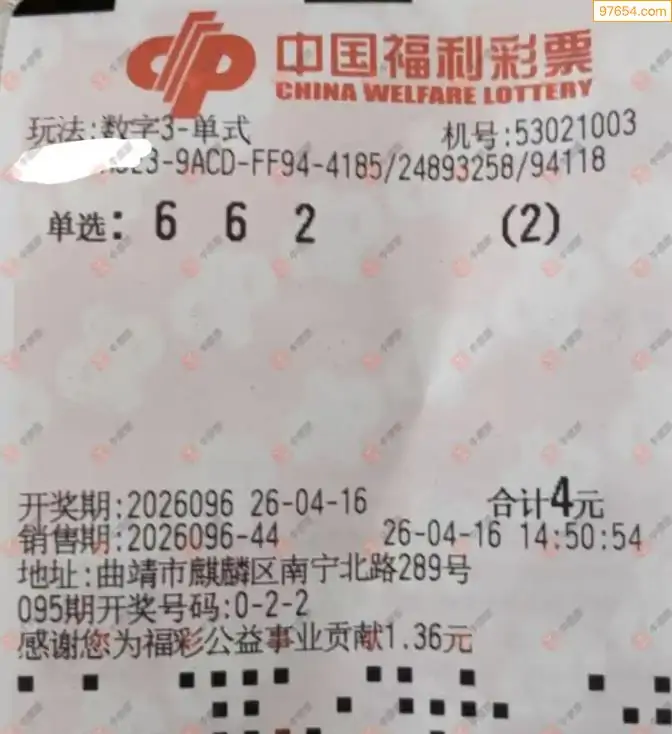 97654.com
中国福利彩票
CHINA WELFARE LOTTERY
玩法:数字3-单式 机号:53021003
23-9ACD-FF94-4185/24893258/94118
单选: 6 6 2 (2)
开奖期:2026096 26-04-16 合计4元
销售期:2026096-44 26-04-16 14:50:54
地址:曲靖市麒麟区南宁北路289号
095期开奖号码:0-2-2
感谢您为福彩公益事业贡献1.36元